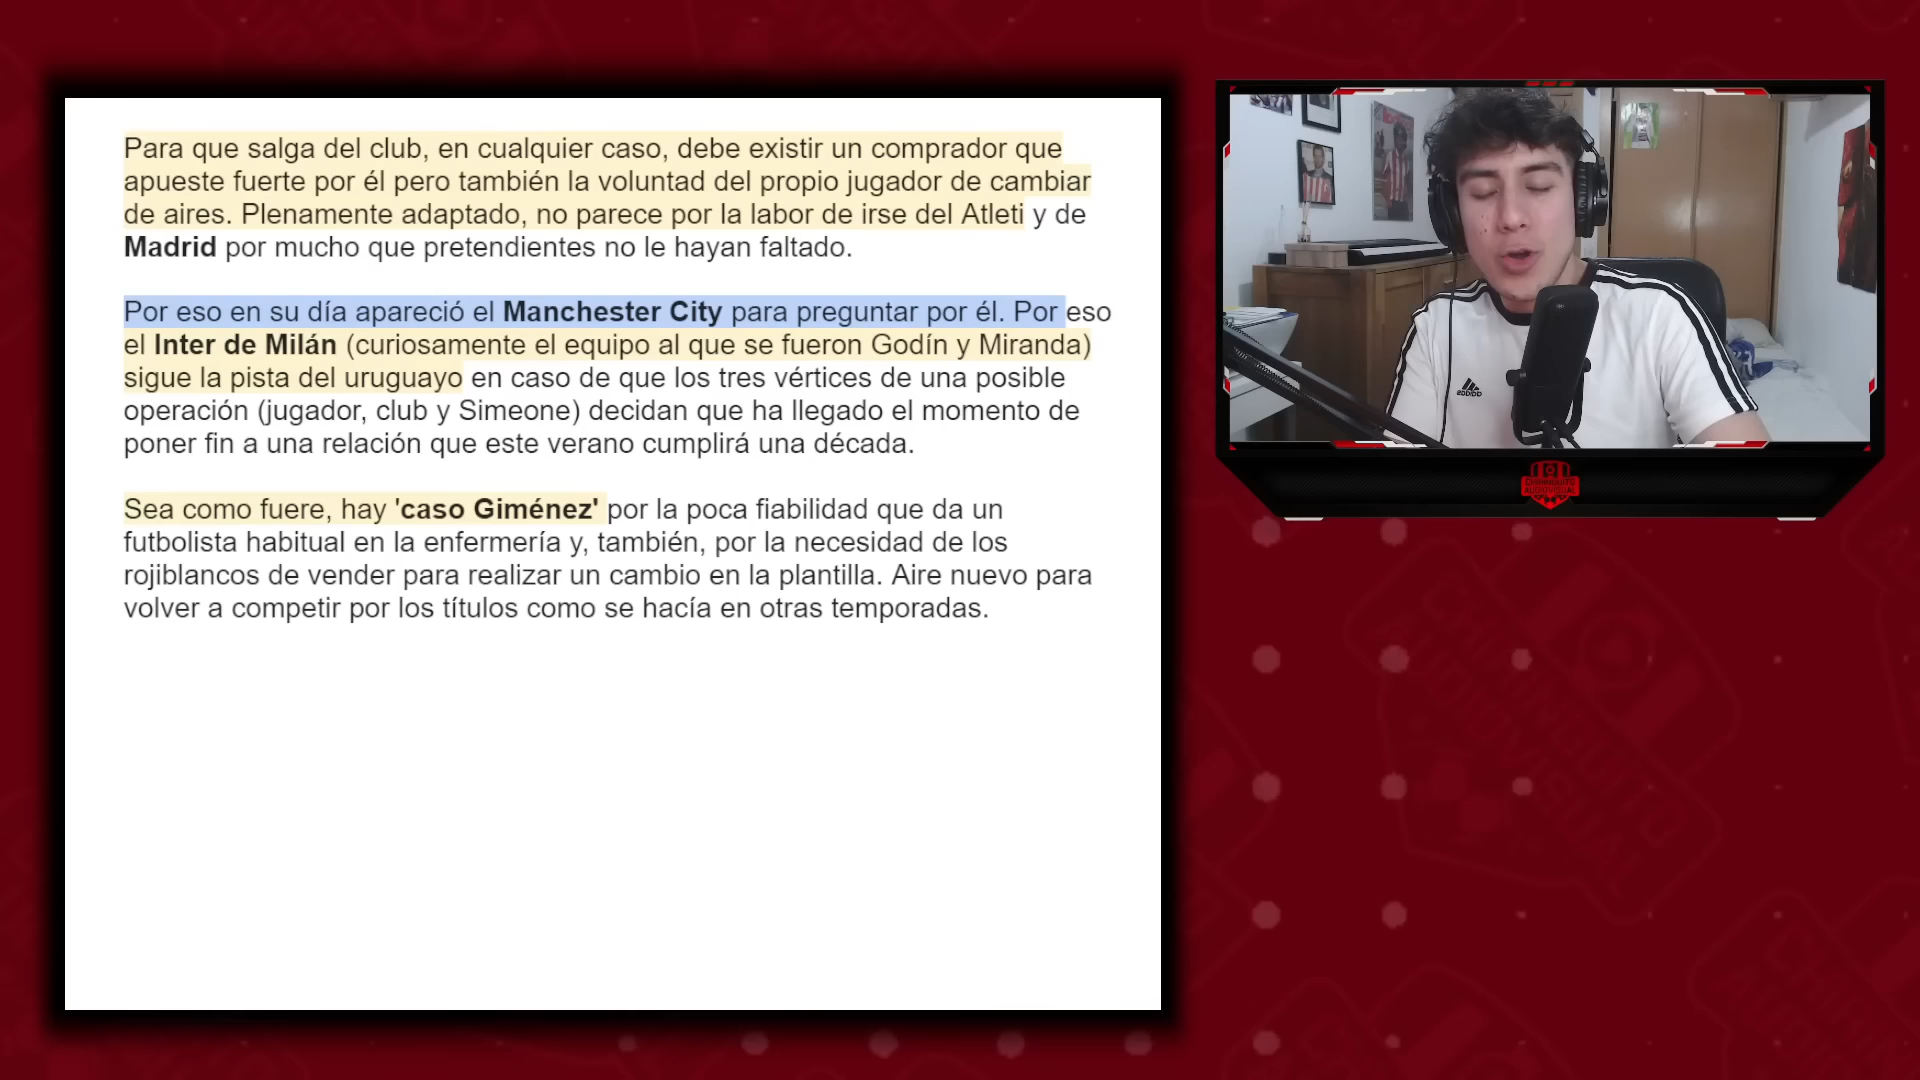 Para que salga del club, en cualquier caso, debe existir un comprador que
apueste fuerte por él pero también la voluntad del propio jugador de cambiar
de aires. Plenamente adaptado, no parece por la labor de irse del Atleti y de
Madrid por mucho que pretendientes no le hayan faltado.
Por eso en su día apareció el Manchester City para preguntar por él. Por eso
el Inter de Milán (curiosamente el equipo al que se fueron Godín y Miranda)
sigue la pista del uruguayo en caso de que los tres vértices de una posible
operación (jugador, club y Simeone) decidan que ha llegado el momento de
poner fin a una relación que este verano cumplirá una década.
Sea como fuere, hay 'caso Giménez' por la poca fiabilidad que da un
futbolista habitual en la enfermería y, también, por la necesidad de los
rojiblancos de vender para realizar un cambio en la plantilla. Aire nuevo para
volver a competir por los títulos como se hacía en otras temporadas.
adidas
CHIRINGUITO
AUDIOVISUAL